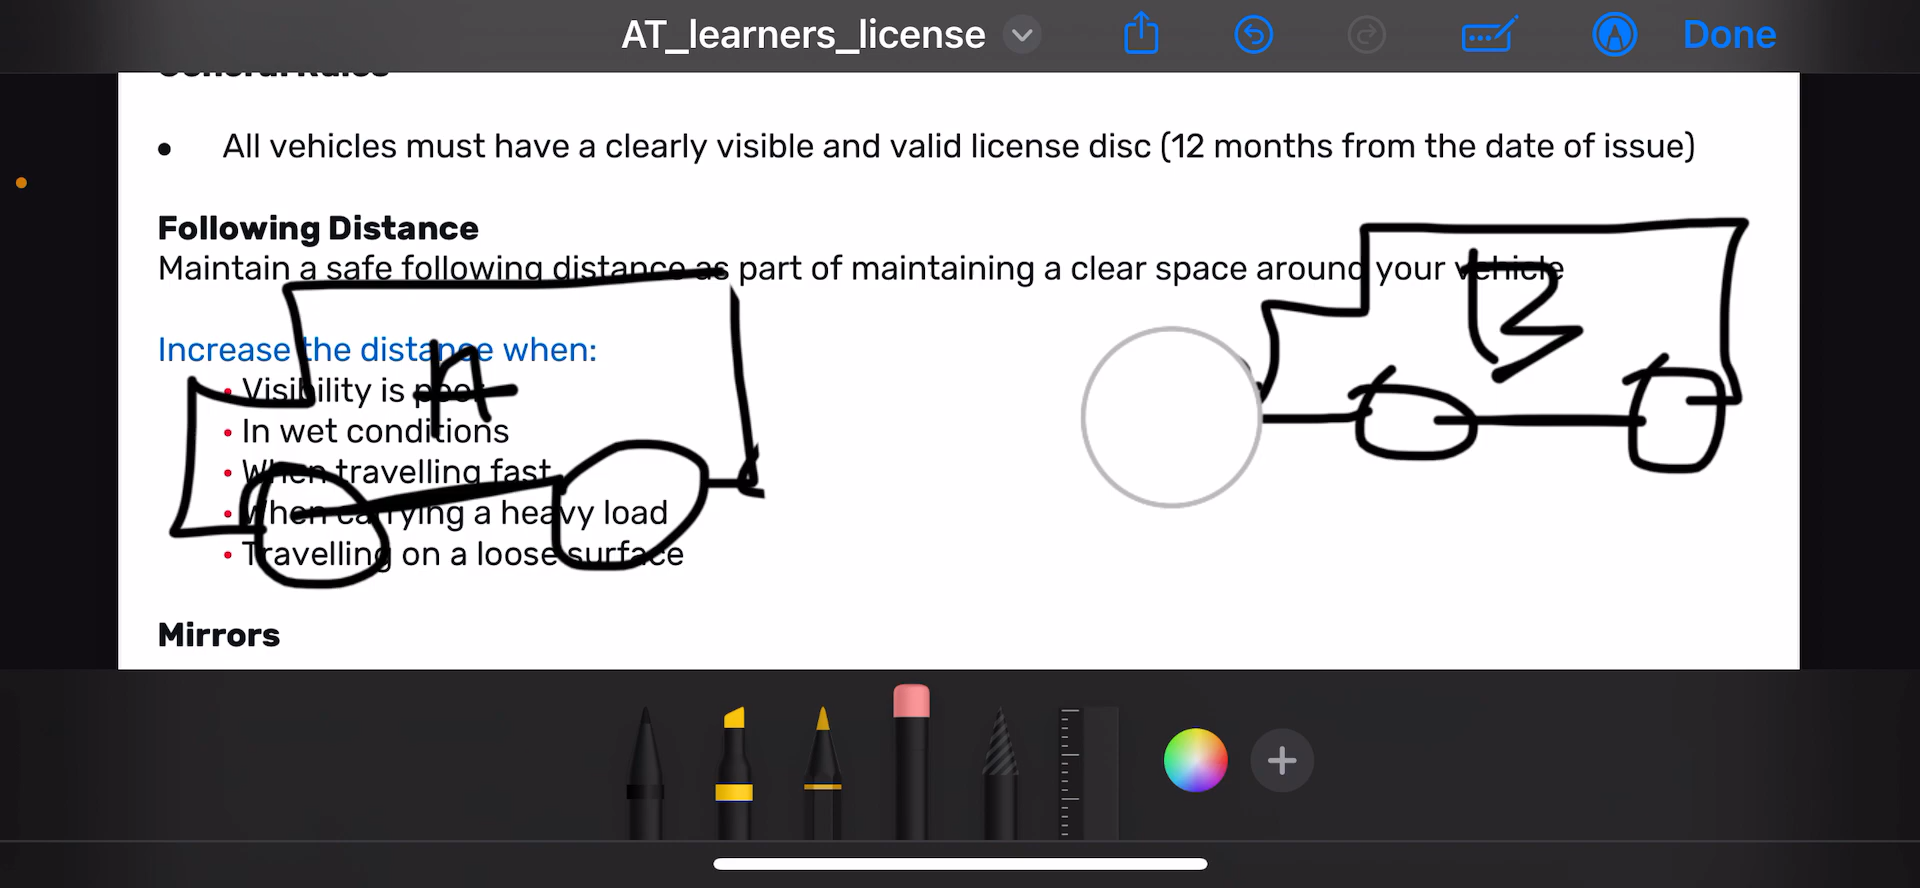 AT_learners_license
Done
General Rules
• All vehicles must have a clearly visible and valid license disc (12 months from the date of issue)
Following Distance
Maintain a safe following distance as part of maintaining a clear space around your vehicle
B
Increase the distance when:
A
• Visibility is poor
• In wet conditions
• When travelling fast
• When carrying a heavy load
• Travelling on a loose surface
Mirrors